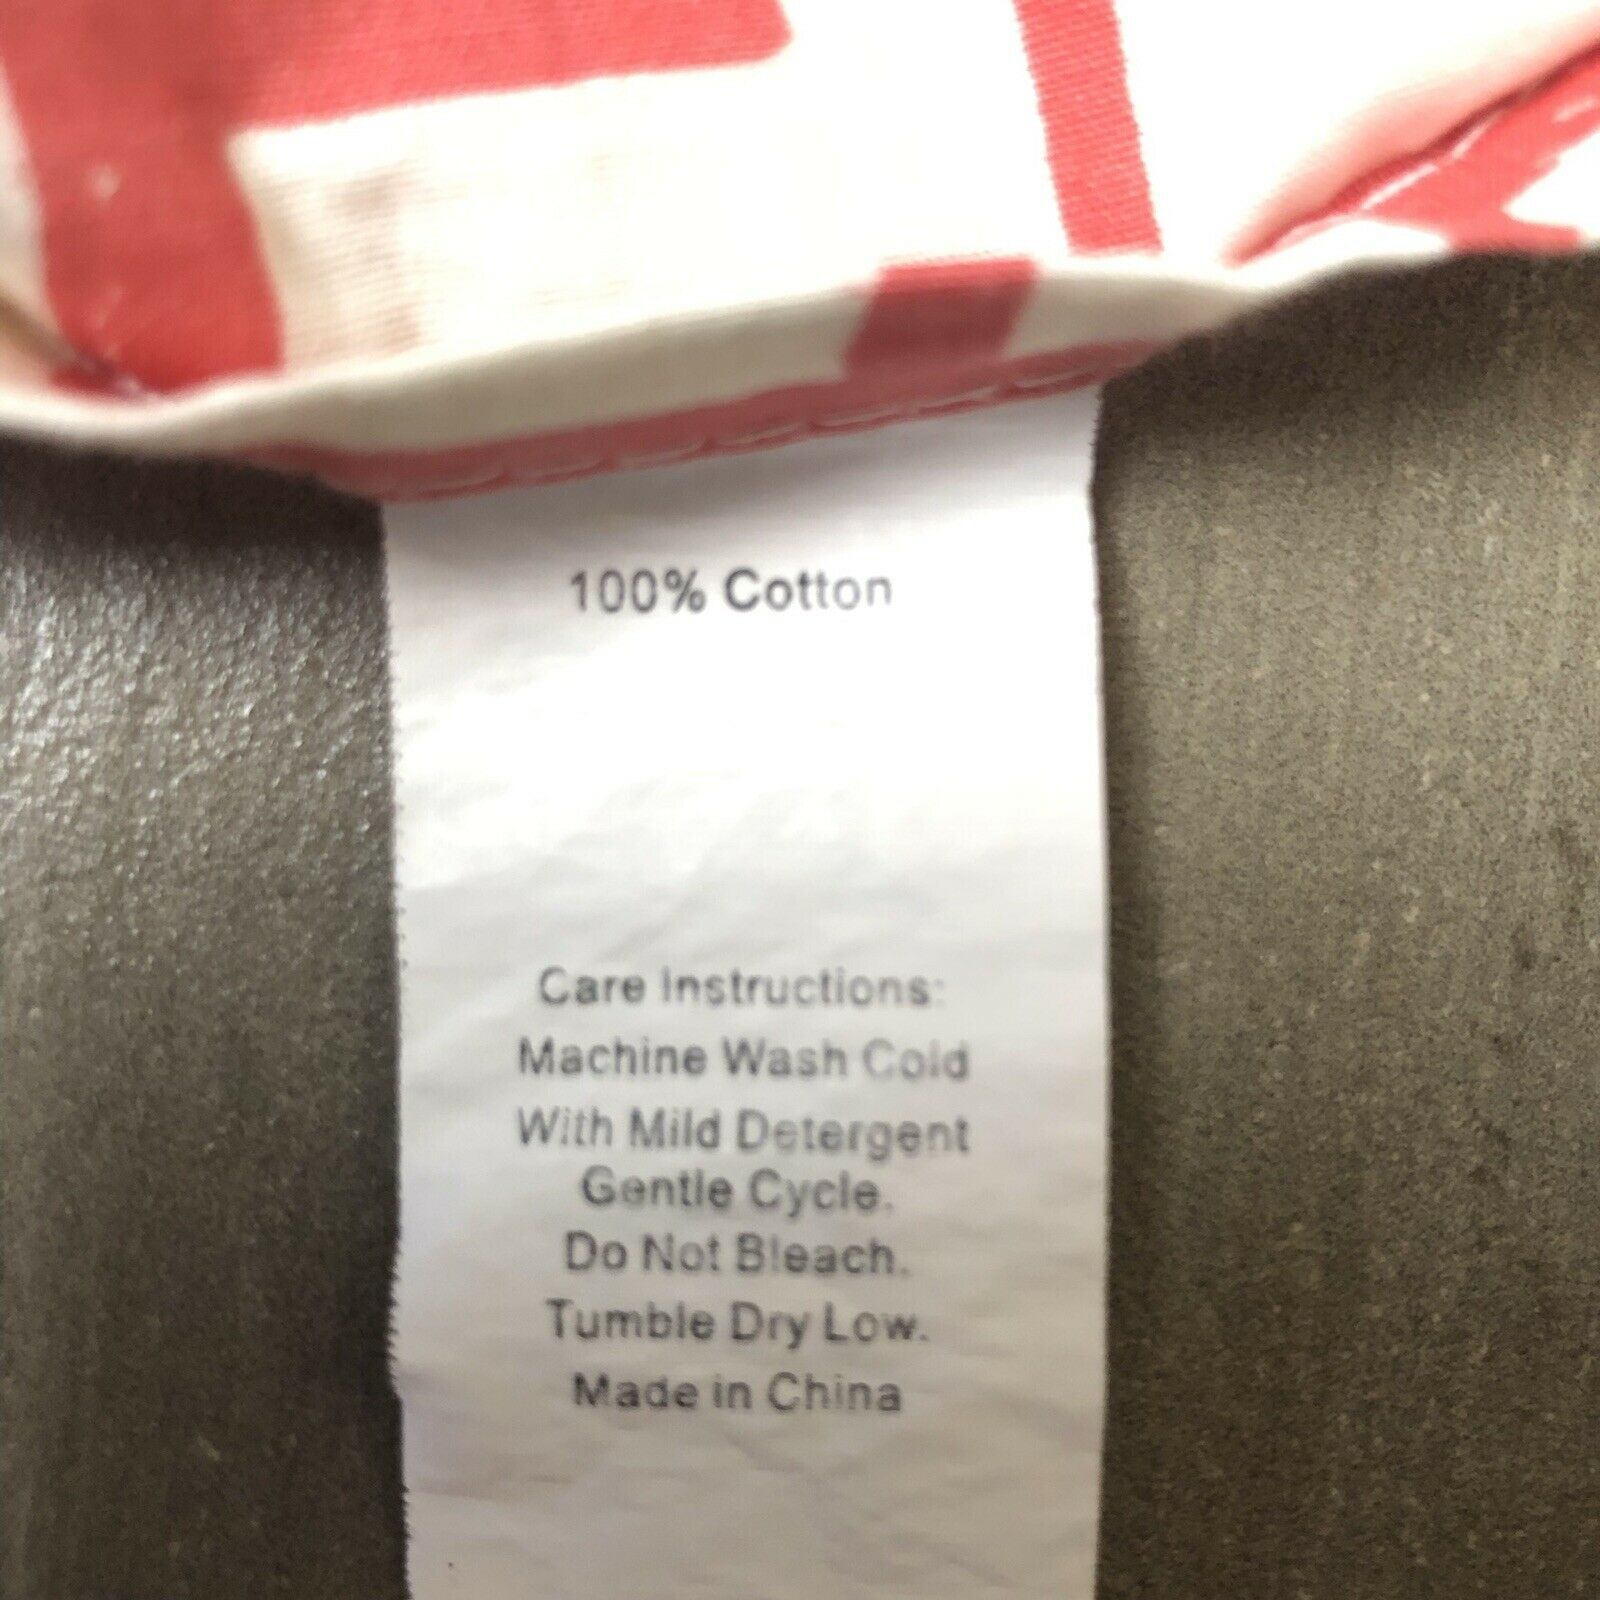 100% Cotton
Care Instructions:
Machine Wash Cold
With Mild Detergent
Gentle Cycle.
Do Not Bleach.
Tumble Dry Low.
Made in China